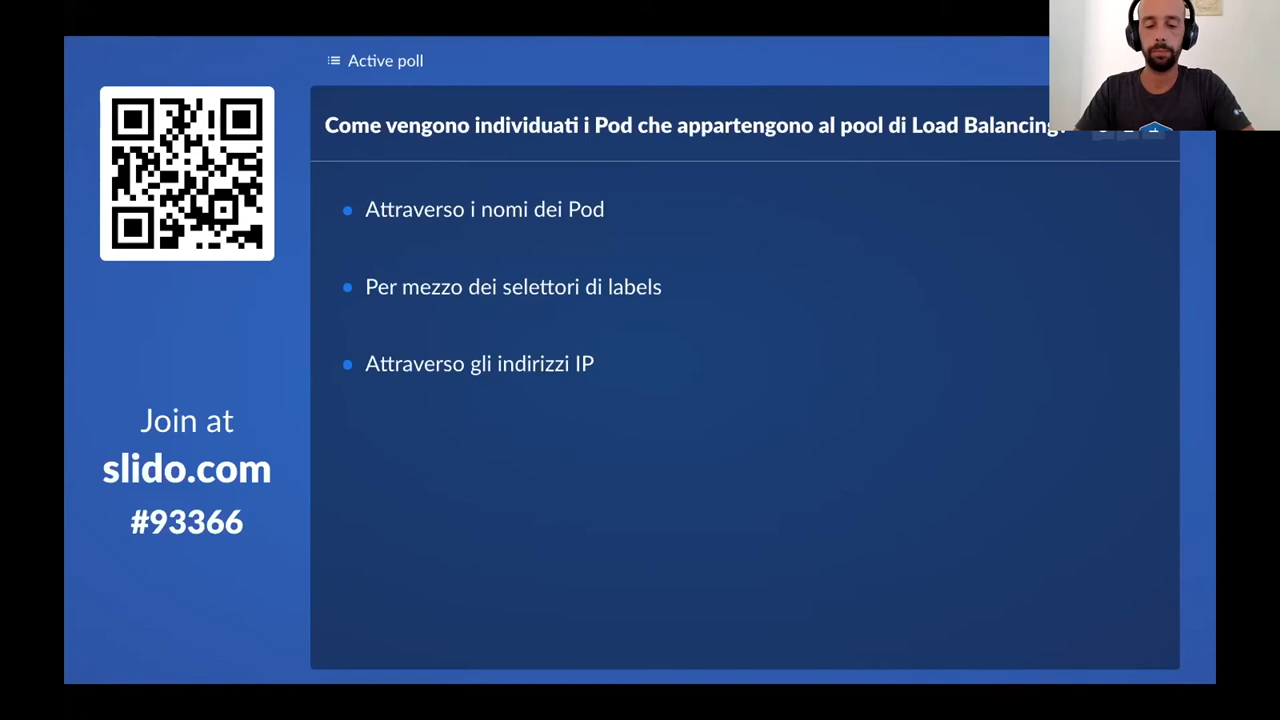 Active poll
Come vengono individuati i Pod che appartengono al pool di Load Balancing
Attraverso i nomi dei Pod
Per mezzo dei selettori di labels
Attraverso gli indirizzi IP
Join at
slido.com
#93366